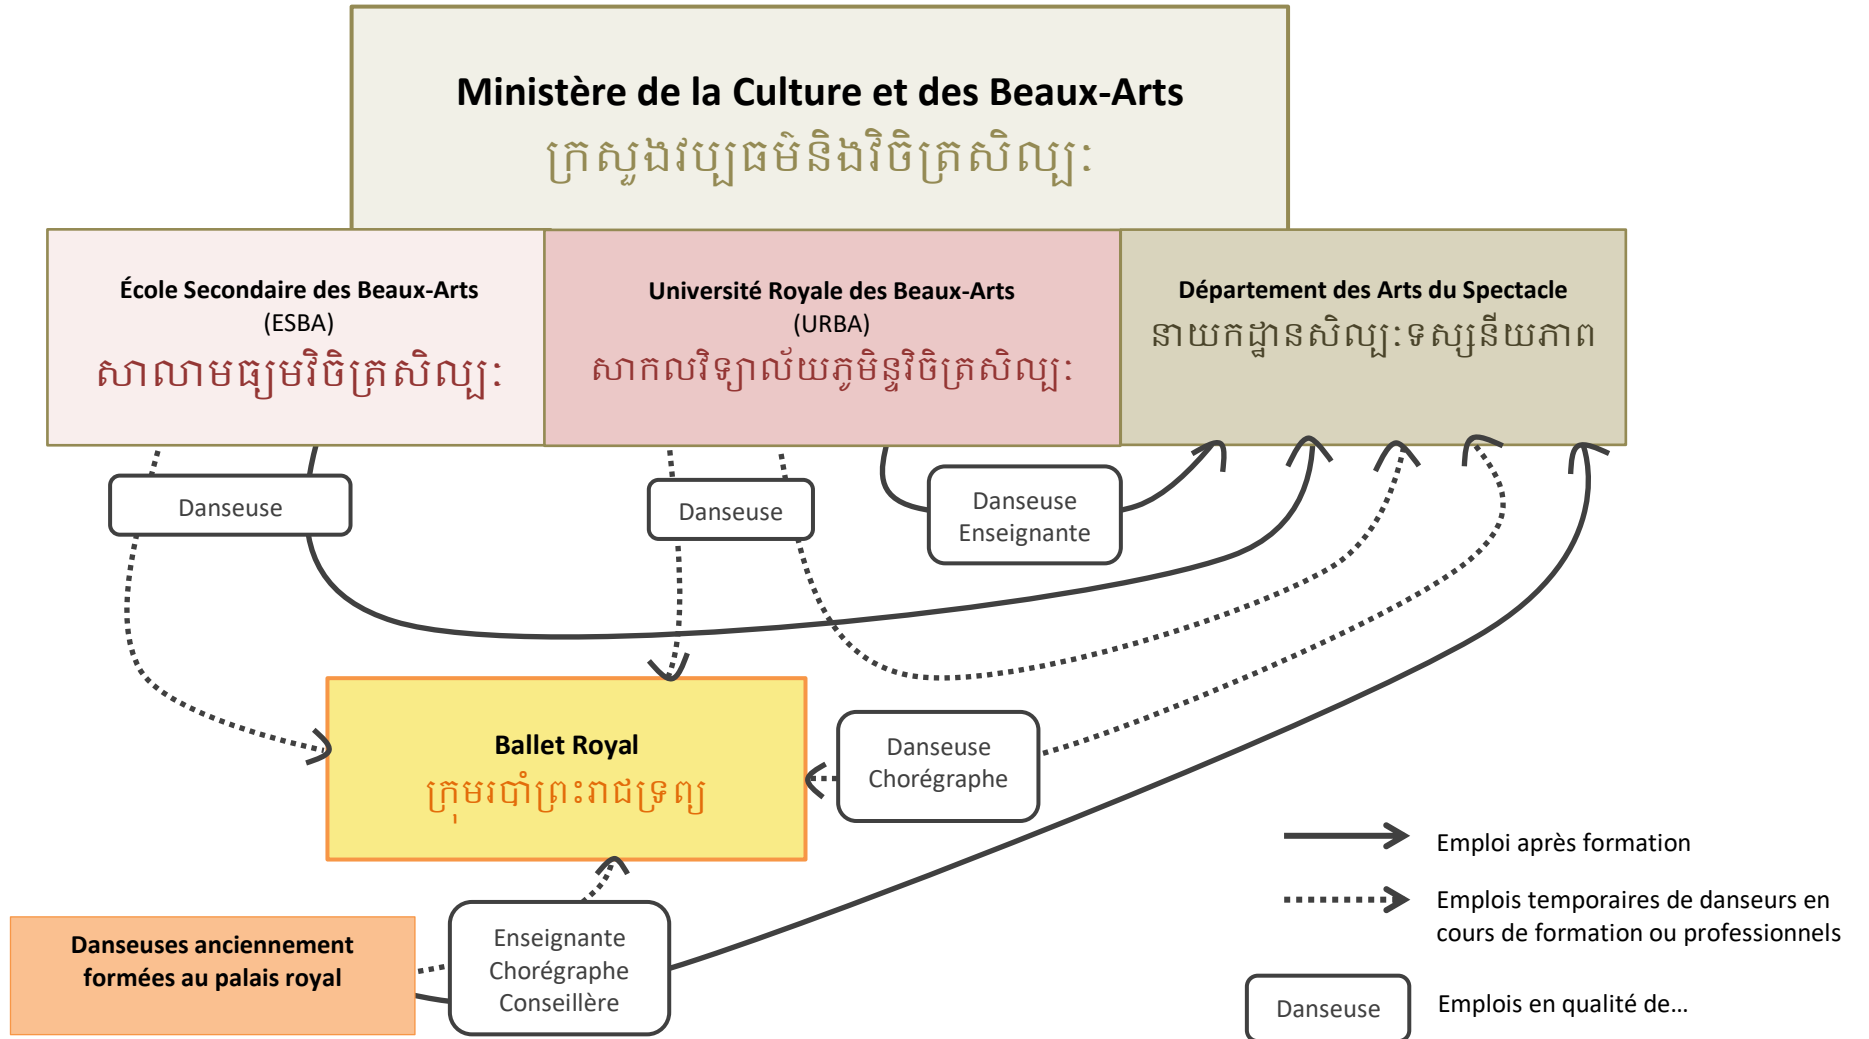 Ministère de la Culture et des Beaux-Arts
ក្រសួងវប្បធម៌និងវិចិត្រសិល្បៈ
École Secondaire des Beaux-Arts
(ESBA)
សាលាមធ្យមវិចិត្រសិល្បៈ
Université Royale des Beaux-Arts
(URBA)
សាកលវិទ្យាល័យភូមិន្ទវិចិត្រសិល្បៈ
Département des Arts du Spectacle
នាយកដ្ឋានសិល្បៈទស្សនីយភាព
Danseuse
Danseuse
Danseuse
Enseignante
Ballet Royal
ក្រុមរបាំព្រះរាជទ្រព្យ
Danseuse
Chorégraphe
Danseuses anciennement
formées au palais royal
Enseignante
Chorégraphe
Conseillère
Emploi après formation
Emplois temporaires de danseurs en
cours de formation ou professionnels
Danseuse
Emplois en qualité de…